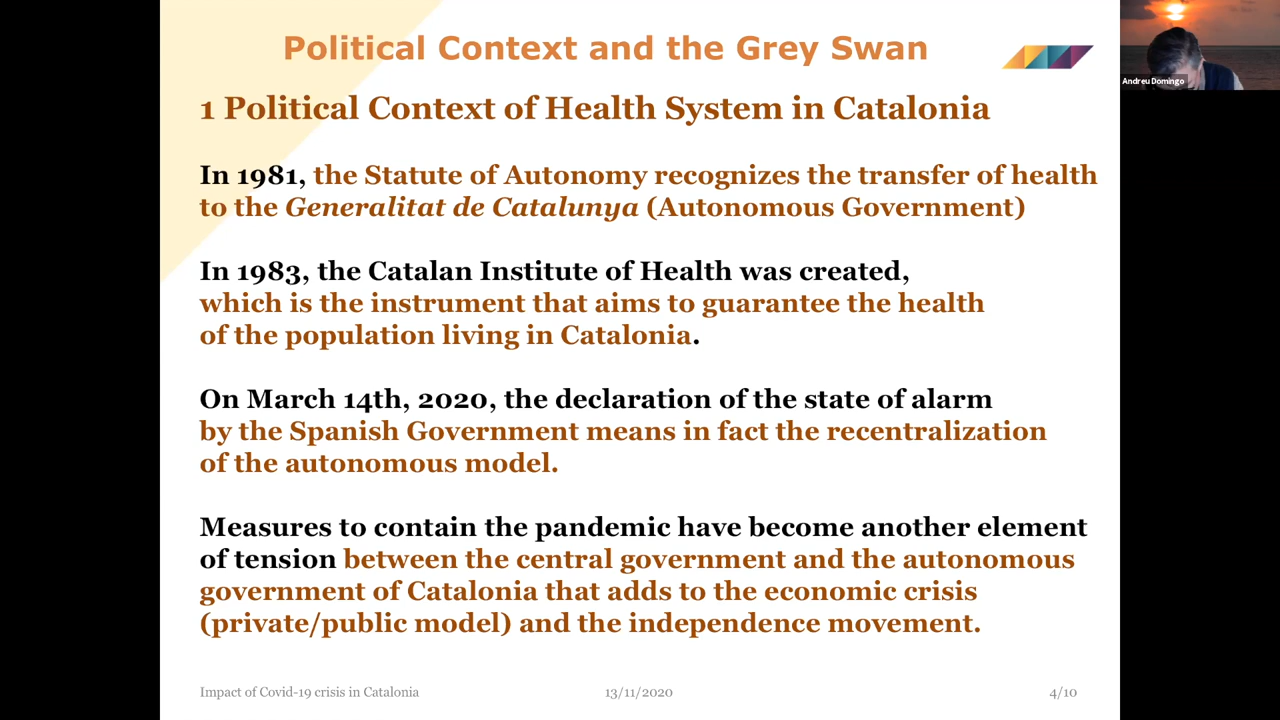 Political Context and the Grey Swan
Andreu Domingo
1 Political Context of Health System in Catalonia
In 1981, the Statute of Autonomy recognizes the transfer of health
to the Generalitat de Catalunya (Autonomous Government)
In 1983, the Catalan Institute of Health was created,
which is the instrument that aims to guarantee the health
of the population living in Catalonia.
On March 14th, 2020, the declaration of the state of alarm
by the Spanish Government means in fact the recentralization
of the autonomous model.
Measures to contain the pandemic have become another element
of tension between the central government and the autonomous
government of Catalonia that adds to the economic crisis
(private/public model) and the independence movement.
Impact of Covid-19 crisis in Catalonia
13/11/2020
4/10